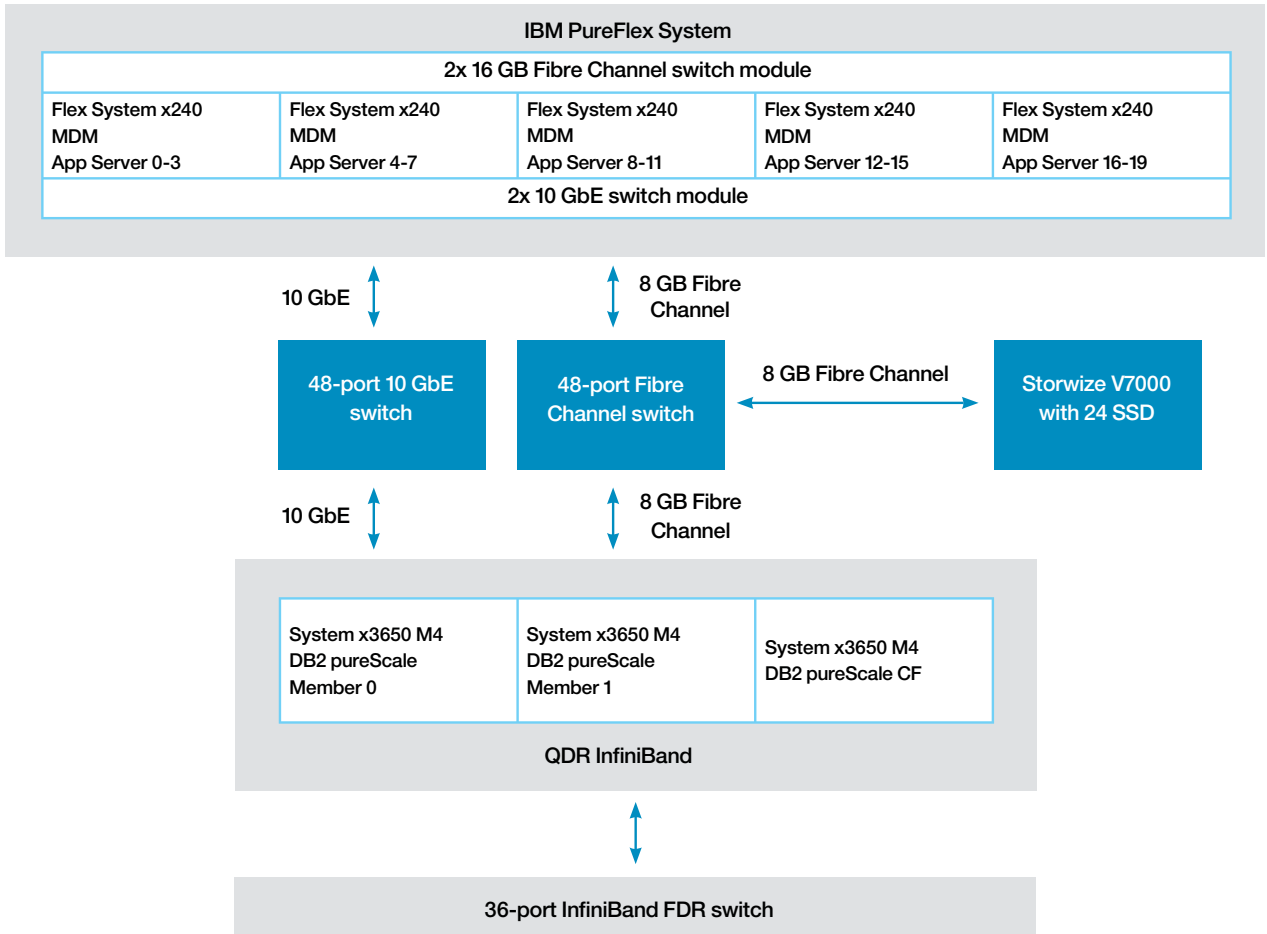 IBM PureFlex System
2x 16 GB Fibre Channel switch module
Flex System x240
MDM
App Server 0-3
Flex System x240
MDM
App Server 4-7
Flex System x240
MDM
App Server 8-11
Flex System x240
MDM
App Server 12-15
Flex System x240
MDM
App Server 16-19
2x 10 GbE switch module
10 GbE
8 GB Fibre
Channel
48-port 10 GbE
switch
48-port Fibre
Channel switch
8 GB Fibre Channel
Storwize V7000
with 24 SSD
10 GbE
8 GB Fibre
Channel
System x3650 M4
DB2 pureScale
Member 0
System x3650 M4
DB2 pureScale
Member 1
System x3650 M4
DB2 pureScale CF
QDR InfiniBand
36-port InfiniBand FDR switch